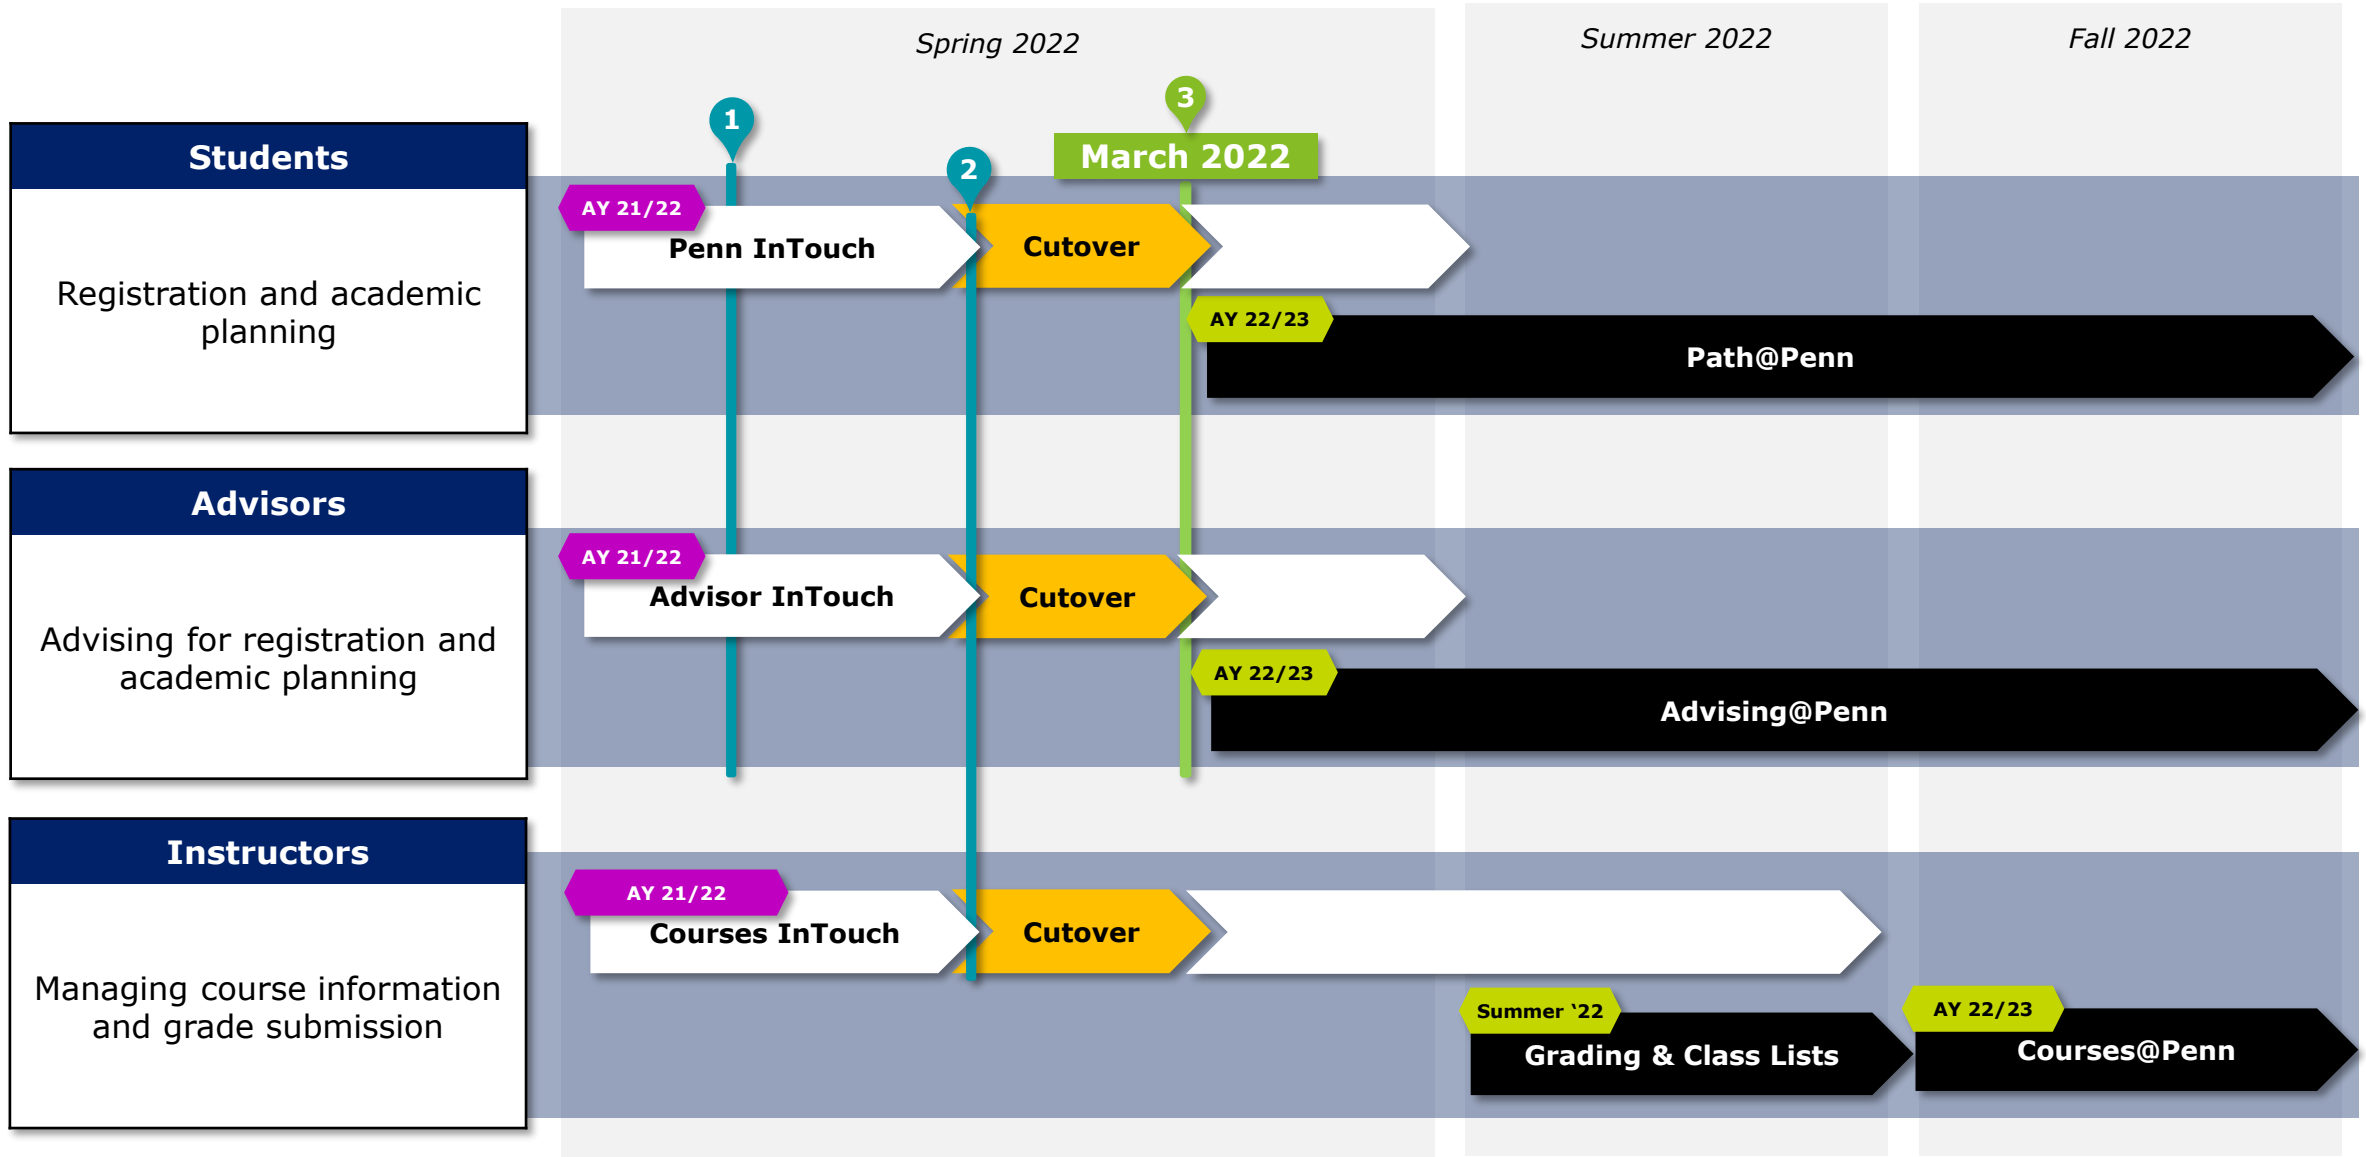 Spring 2022
Summer 2022
Fall 2022
1
2
3
March 2022
Students
Registration and academic
planning
AY 21/22
Penn InTouch
Cutover
AY 22/23
Path@Penn
Advisors
Advising for registration and
academic planning
AY 21/22
Advisor InTouch
Cutover
AY 22/23
Advising@Penn
Instructors
Managing course information
and grade submission
AY 21/22
Courses InTouch
Cutover
Summer ‘22
Grading & Class Lists
AY 22/23
Courses@Penn